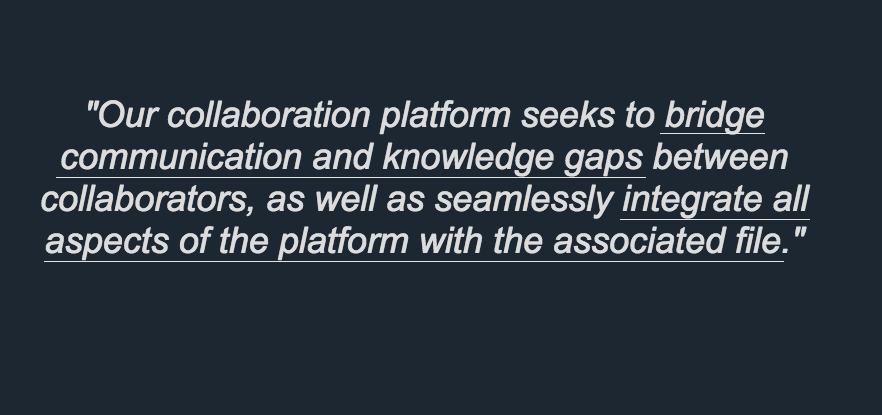 "Our collaboration platform seeks to bridge
communication and knowledge gaps between
collaborators, as well as seamlessly integrate all
aspects of the platform with the associated file."